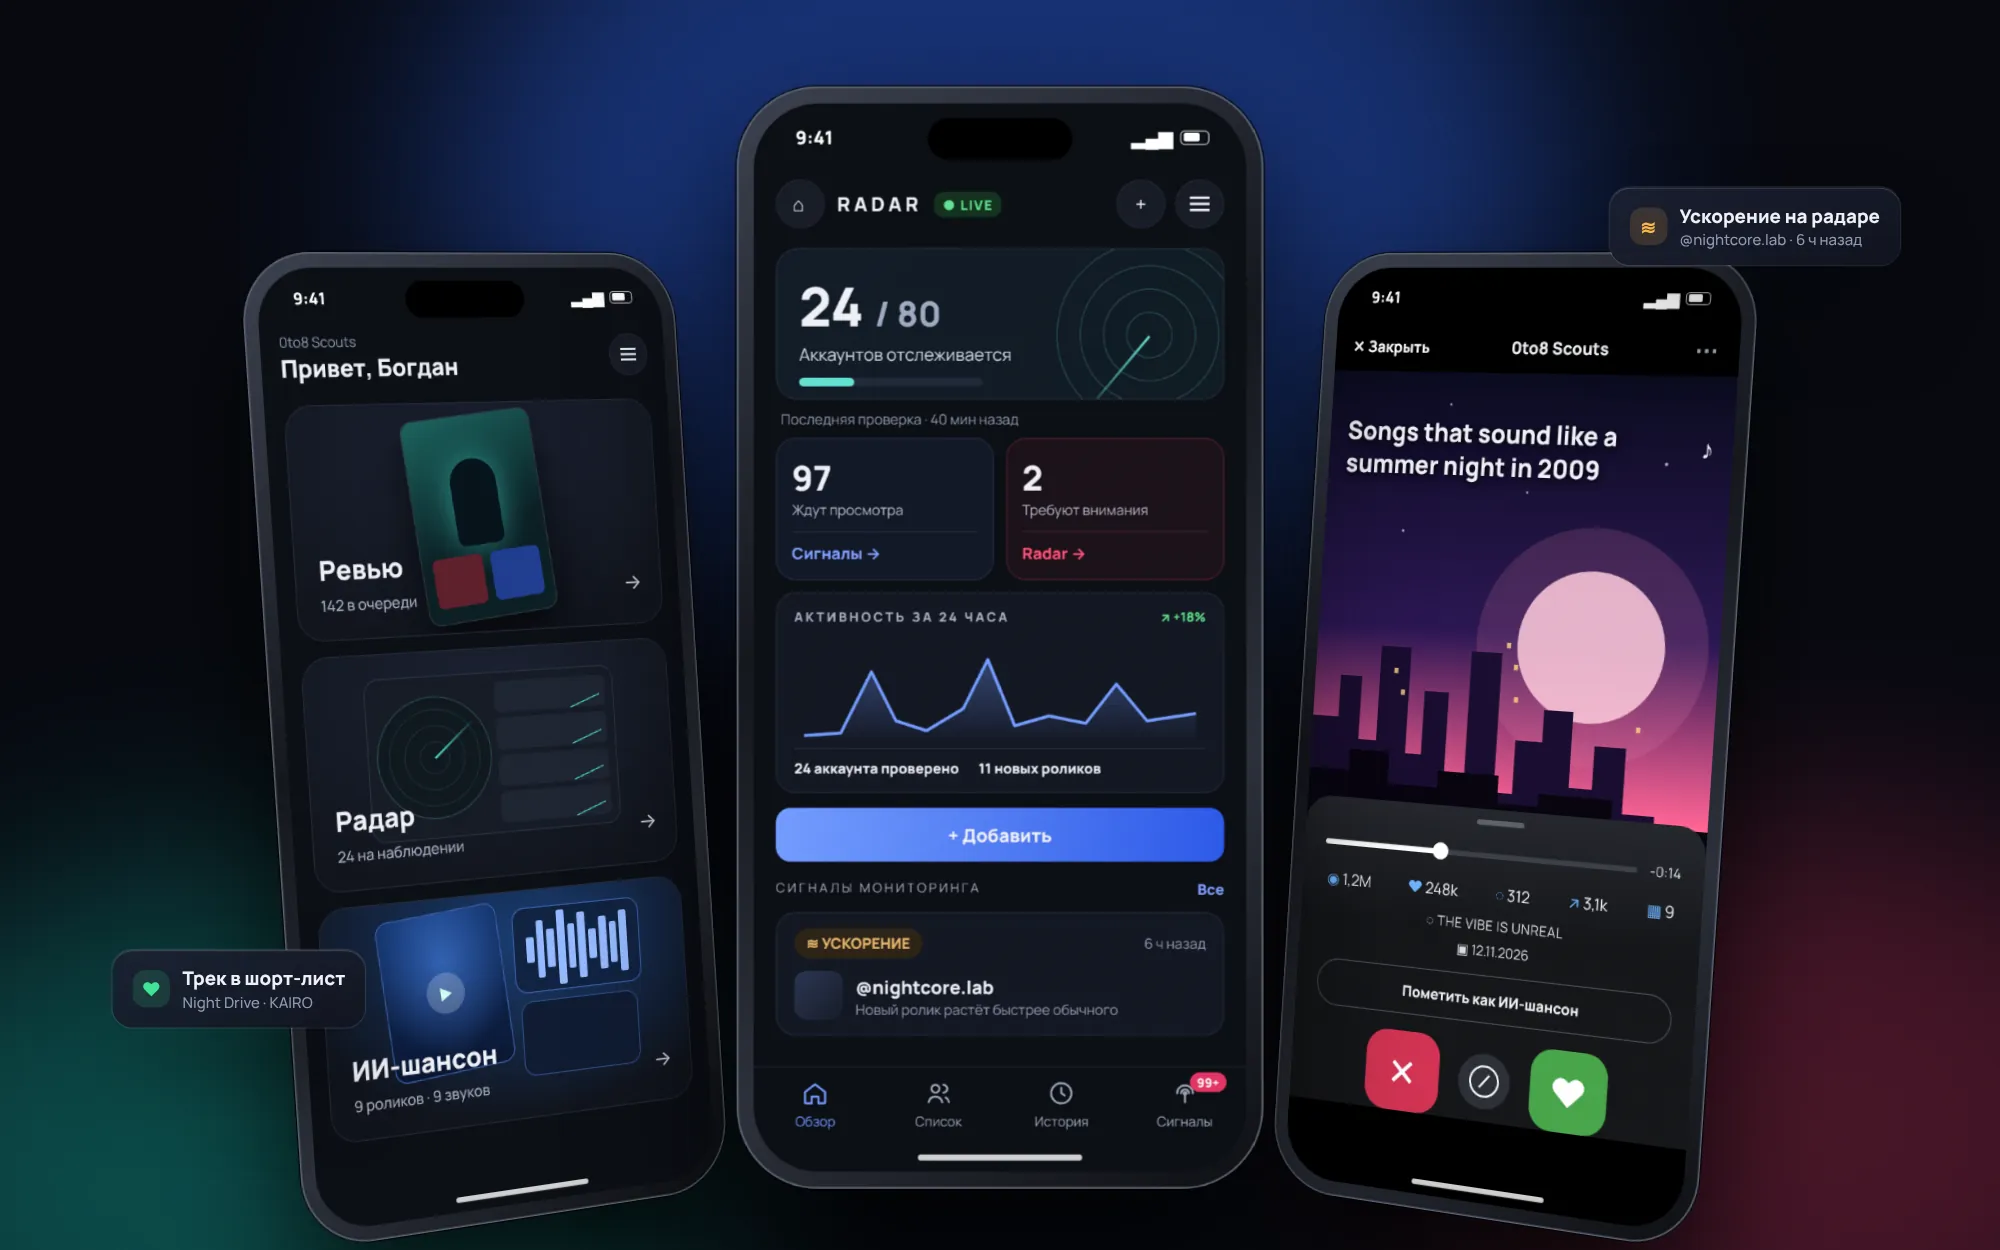 9:41
0to8 Scouts
Привет, Богдан
Ревью
142 в очереди
Радар
24 на наблюдении
ИИ-шансон
9 роликов · 9 звуков
Трек в шорт-лист
Night Drive · KAIRO
9:41
RADAR
LIVE
24 / 80
Аккаунтов отслеживается
Последняя проверка · 40 мин назад
97
Ждут просмотра
Сигналы →
2
Требуют внимания
Radar →
АКТИВНОСТЬ ЗА 24 ЧАСА
↗ +18%
24 аккаунта проверено
11 новых роликов
+ Добавить
СИГНАЛЫ МОНИТОРИНГА
Все
≋ УСКОРЕНИЕ
6 ч назад
@nightcore.lab
Новый ролик растёт быстрее обычного
Обзор
Список
История
99+
Сигналы
Ускорение на радаре
@nightcore.lab · 6 ч назад
9:41
× Закрыть
0to8 Scouts
Songs that sound like a
summer night in 2009
-0:14
1,2M
248k
312
3,1k
9
THE VIBE IS UNREAL
12.11.2026
Пометить как ИИ-шансон